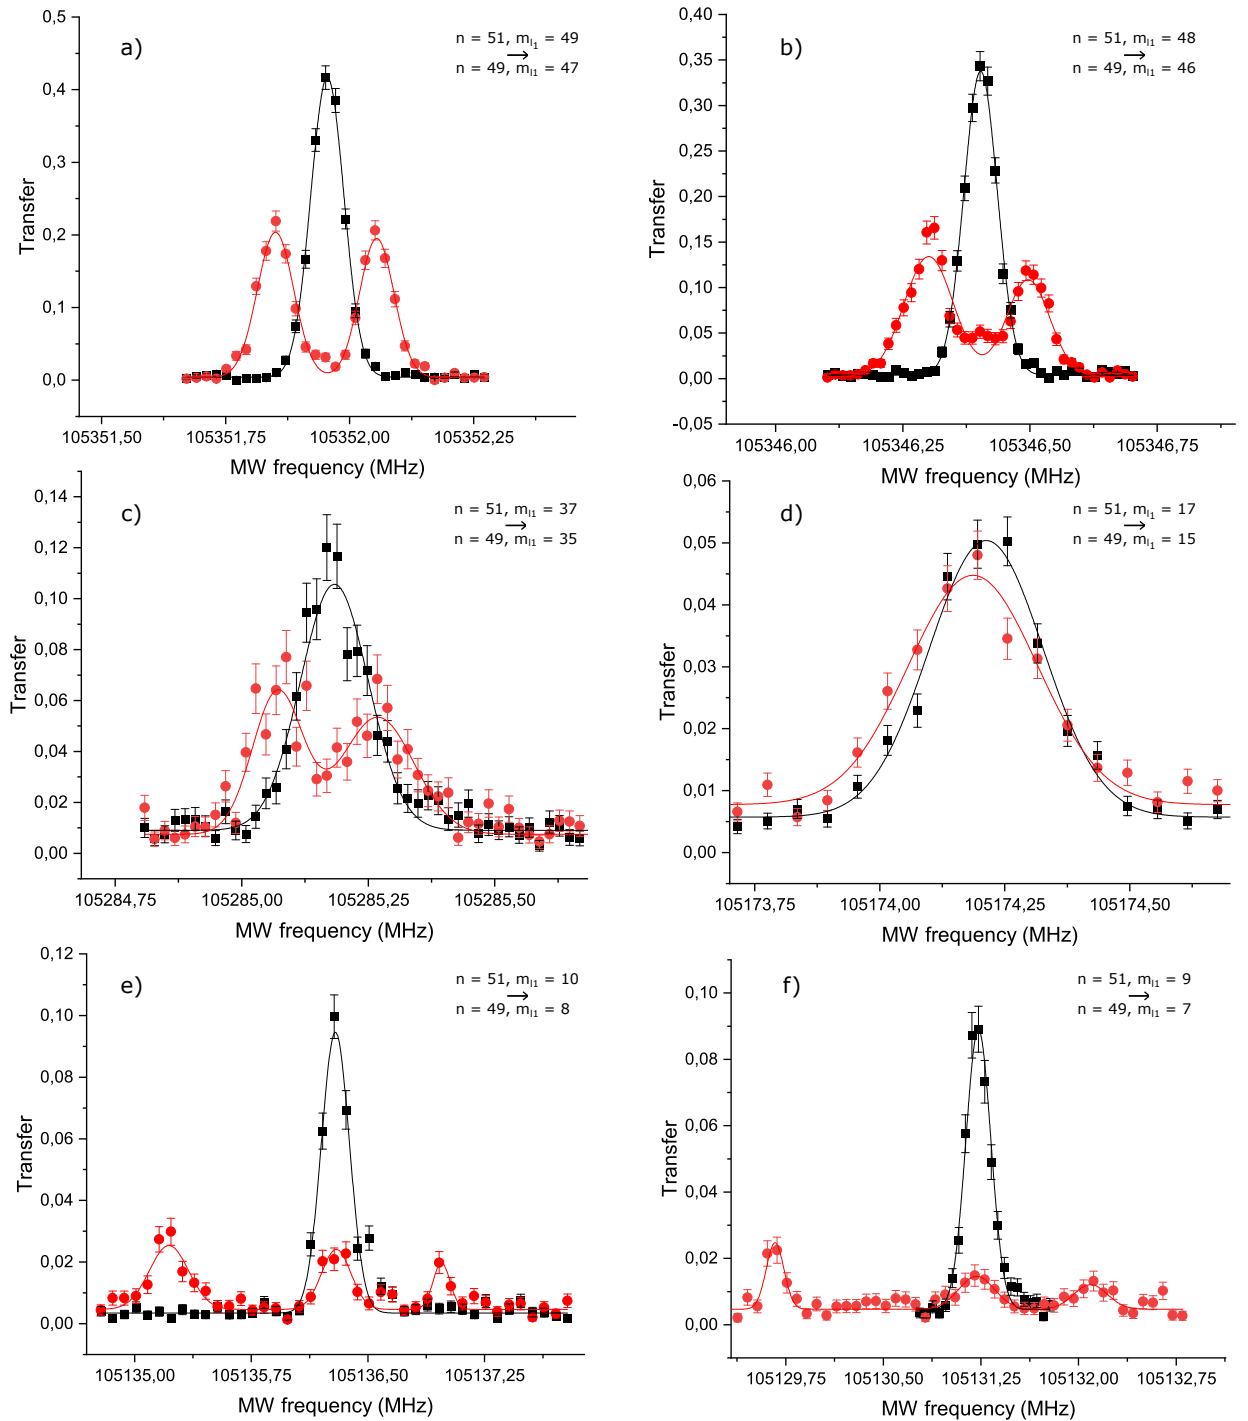 a)
n = 51, m_l1 = 49
→
n = 49, m_l1 = 47
0,5
0,4
0,3
0,2
0,1
0,0
Transfer
105351,50 105351,75 105352,00 105352,25
MW frequency (MHz)
b)
n = 51, m_l1 = 48
→
n = 49, m_l1 = 46
0,40
0,35
0,30
0,25
0,20
0,15
0,10
0,05
0,00
-0,05
Transfer
105346,00 105346,25 105346,50 105346,75
MW frequency (MHz)
c)
n = 51, m_l1 = 37
→
n = 49, m_l1 = 35
0,14
0,12
0,10
0,08
0,06
0,04
0,02
0,00
Transfer
105284,75 105285,00 105285,25 105285,50
MW frequency (MHz)
d)
n = 51, m_l1 = 17
→
n = 49, m_l1 = 15
0,06
0,05
0,04
0,03
0,02
0,01
0,00
Transfer
105173,75 105174,00 105174,25 105174,50
MW frequency (MHz)
e)
n = 51, m_l1 = 10
→
n = 49, m_l1 = 8
0,12
0,10
0,08
0,06
0,04
0,02
0,00
Transfer
105135,00 105135,75 105136,50 105137,25
MW frequency (MHz)
f)
n = 51, m_l1 = 9
→
n = 49, m_l1 = 7
0,10
0,08
0,06
0,04
0,02
0,00
Transfer
105129,75 105130,50 105131,25 105132,00 105132,75
MW frequency (MHz)